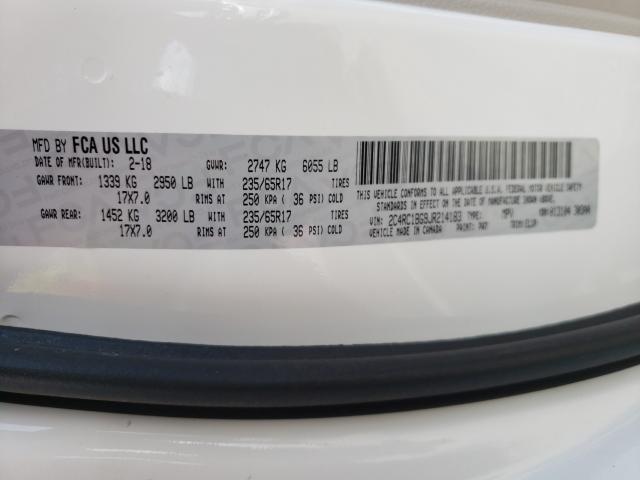 MFD BY FCA US LLC
DATE OF MFR(BUILT): 2-18 GVWR: 2747 KG 6055 LB
GAWR FRONT: 1339 KG 2950 LB WITH 235/65R17 TIRES
17X7.0 RIMS AT 250 KPA ( 36 PSI) COLD
GAWR REAR: 1452 KG 3200 LB WITH 235/65R17 TIRES
17X7.0 RIMS AT 250 KPA ( 36 PSI) COLD
THIS VEHICLE CONFORMS TO ALL APPLICABLE U.S.A. FEDERAL MOTOR VEHICLE SAFETY
STANDARDS IN EFFECT ON THE DATE OF MANUFACTURE SHOWN ABOVE.
VIN: 2C4RC1BG9JR214183 TYPE: MPV
VEHICLE MADE IN CANADA PAINT: PW7 TRIM: